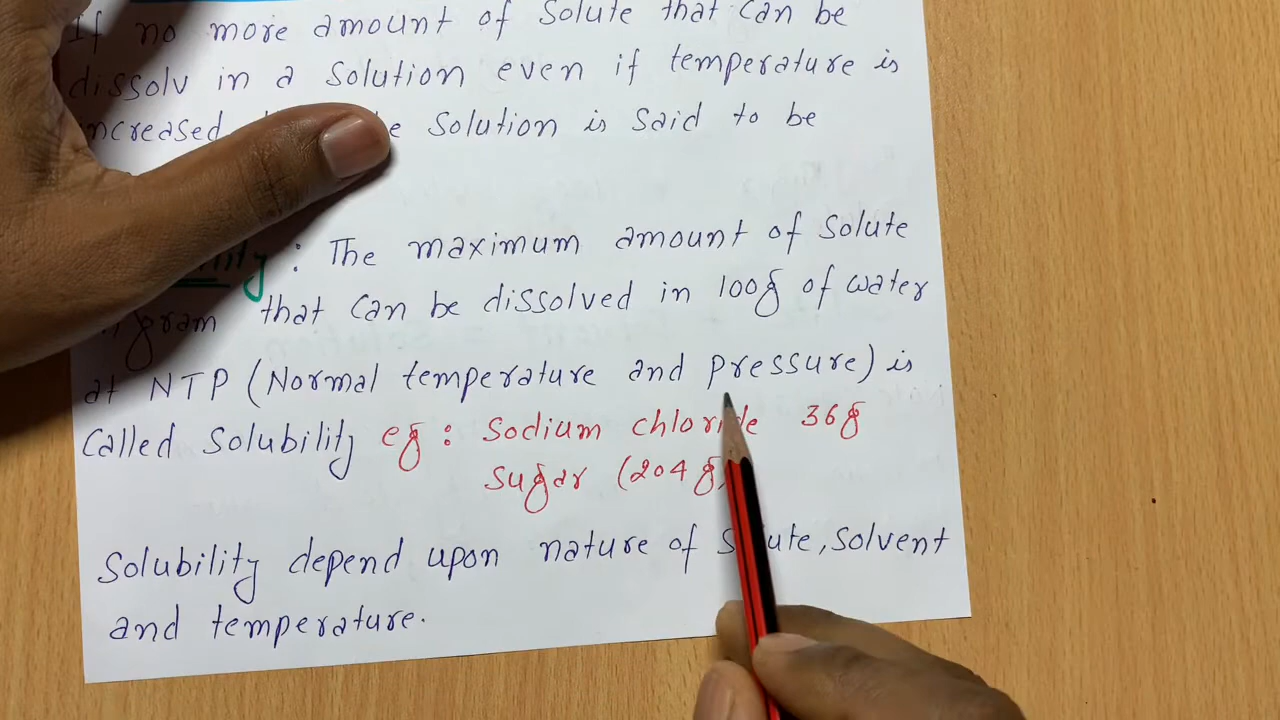 If no more amount of Solute that can be
dissolv in a Solution even if temperature is
increased Solution is said to be
: The maximum amount of Solute
gram that can be dissolved in 100g of water
at NTP (Normal temperature and pressure) is
Called Solubility eg : Sodium chloride 36g
Sugar (204g)
Solubility depend upon nature of Solute, Solvent
and temperature.